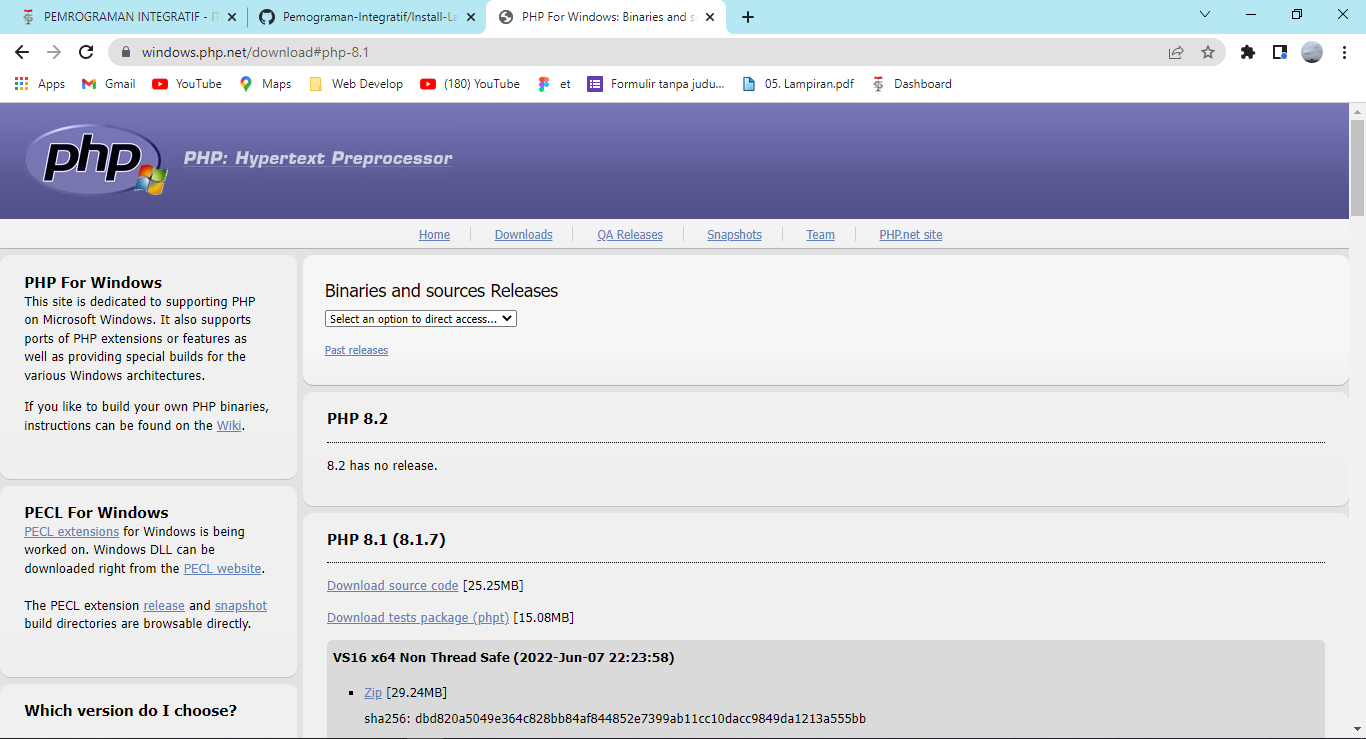 PEMROGRAMAN INTEGRATIF - IT
Pemograman-Integratif/Install-La
PHP For Windows: Binaries and s
windows.php.net/download#php-8.1
Apps
Gmail
YouTube
Maps
Web Develop
(180) YouTube
et
Formulir tanpa judu...
05. Lampiran.pdf
Dashboard
php
PHP: Hypertext Preprocessor
Home
Downloads
QA Releases
Snapshots
Team
PHP.net site
PHP For Windows
This site is dedicated to supporting PHP
on Microsoft Windows. It also supports
ports of PHP extensions or features as
well as providing special builds for the
various Windows architectures.
If you like to build your own PHP binaries,
instructions can be found on the Wiki.
PECL For Windows
PECL extensions for Windows is being
worked on. Windows DLL can be
downloaded right from the PECL website.
The PECL extension release and snapshot
build directories are browsable directly.
Which version do I choose?
Binaries and sources Releases
Select an option to direct access...
Past releases
PHP 8.2
8.2 has no release.
PHP 8.1 (8.1.7)
Download source code [25.25MB]
Download tests package (phpt) [15.08MB]
VS16 x64 Non Thread Safe (2022-Jun-07 22:23:58)
Zip [29.24MB]
sha256: dbd820a5049e364c828bb84af844852e7399ab11cc10dacc9849da1213a555bb